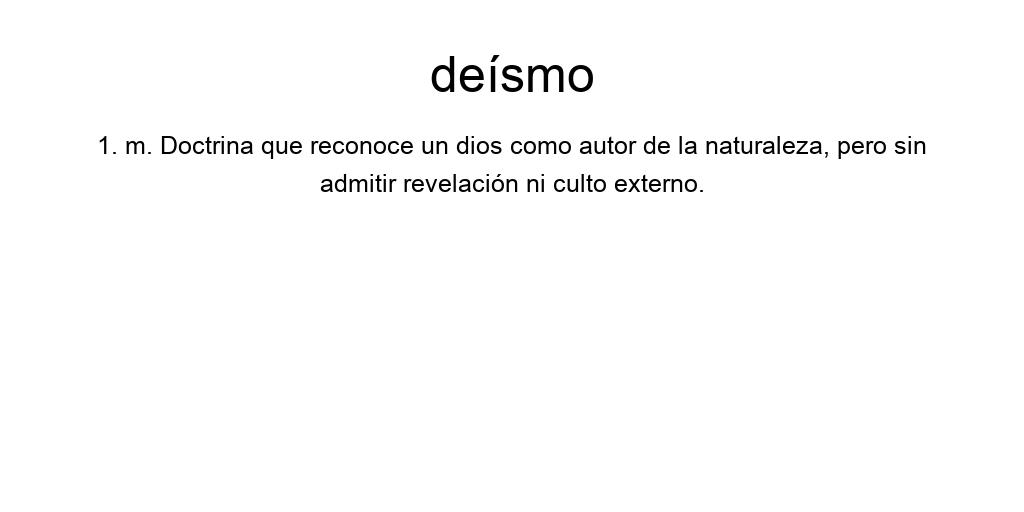 deísmo
1. m. Doctrina que reconoce un dios como autor de la naturaleza, pero sin
admitir revelación ni culto externo.